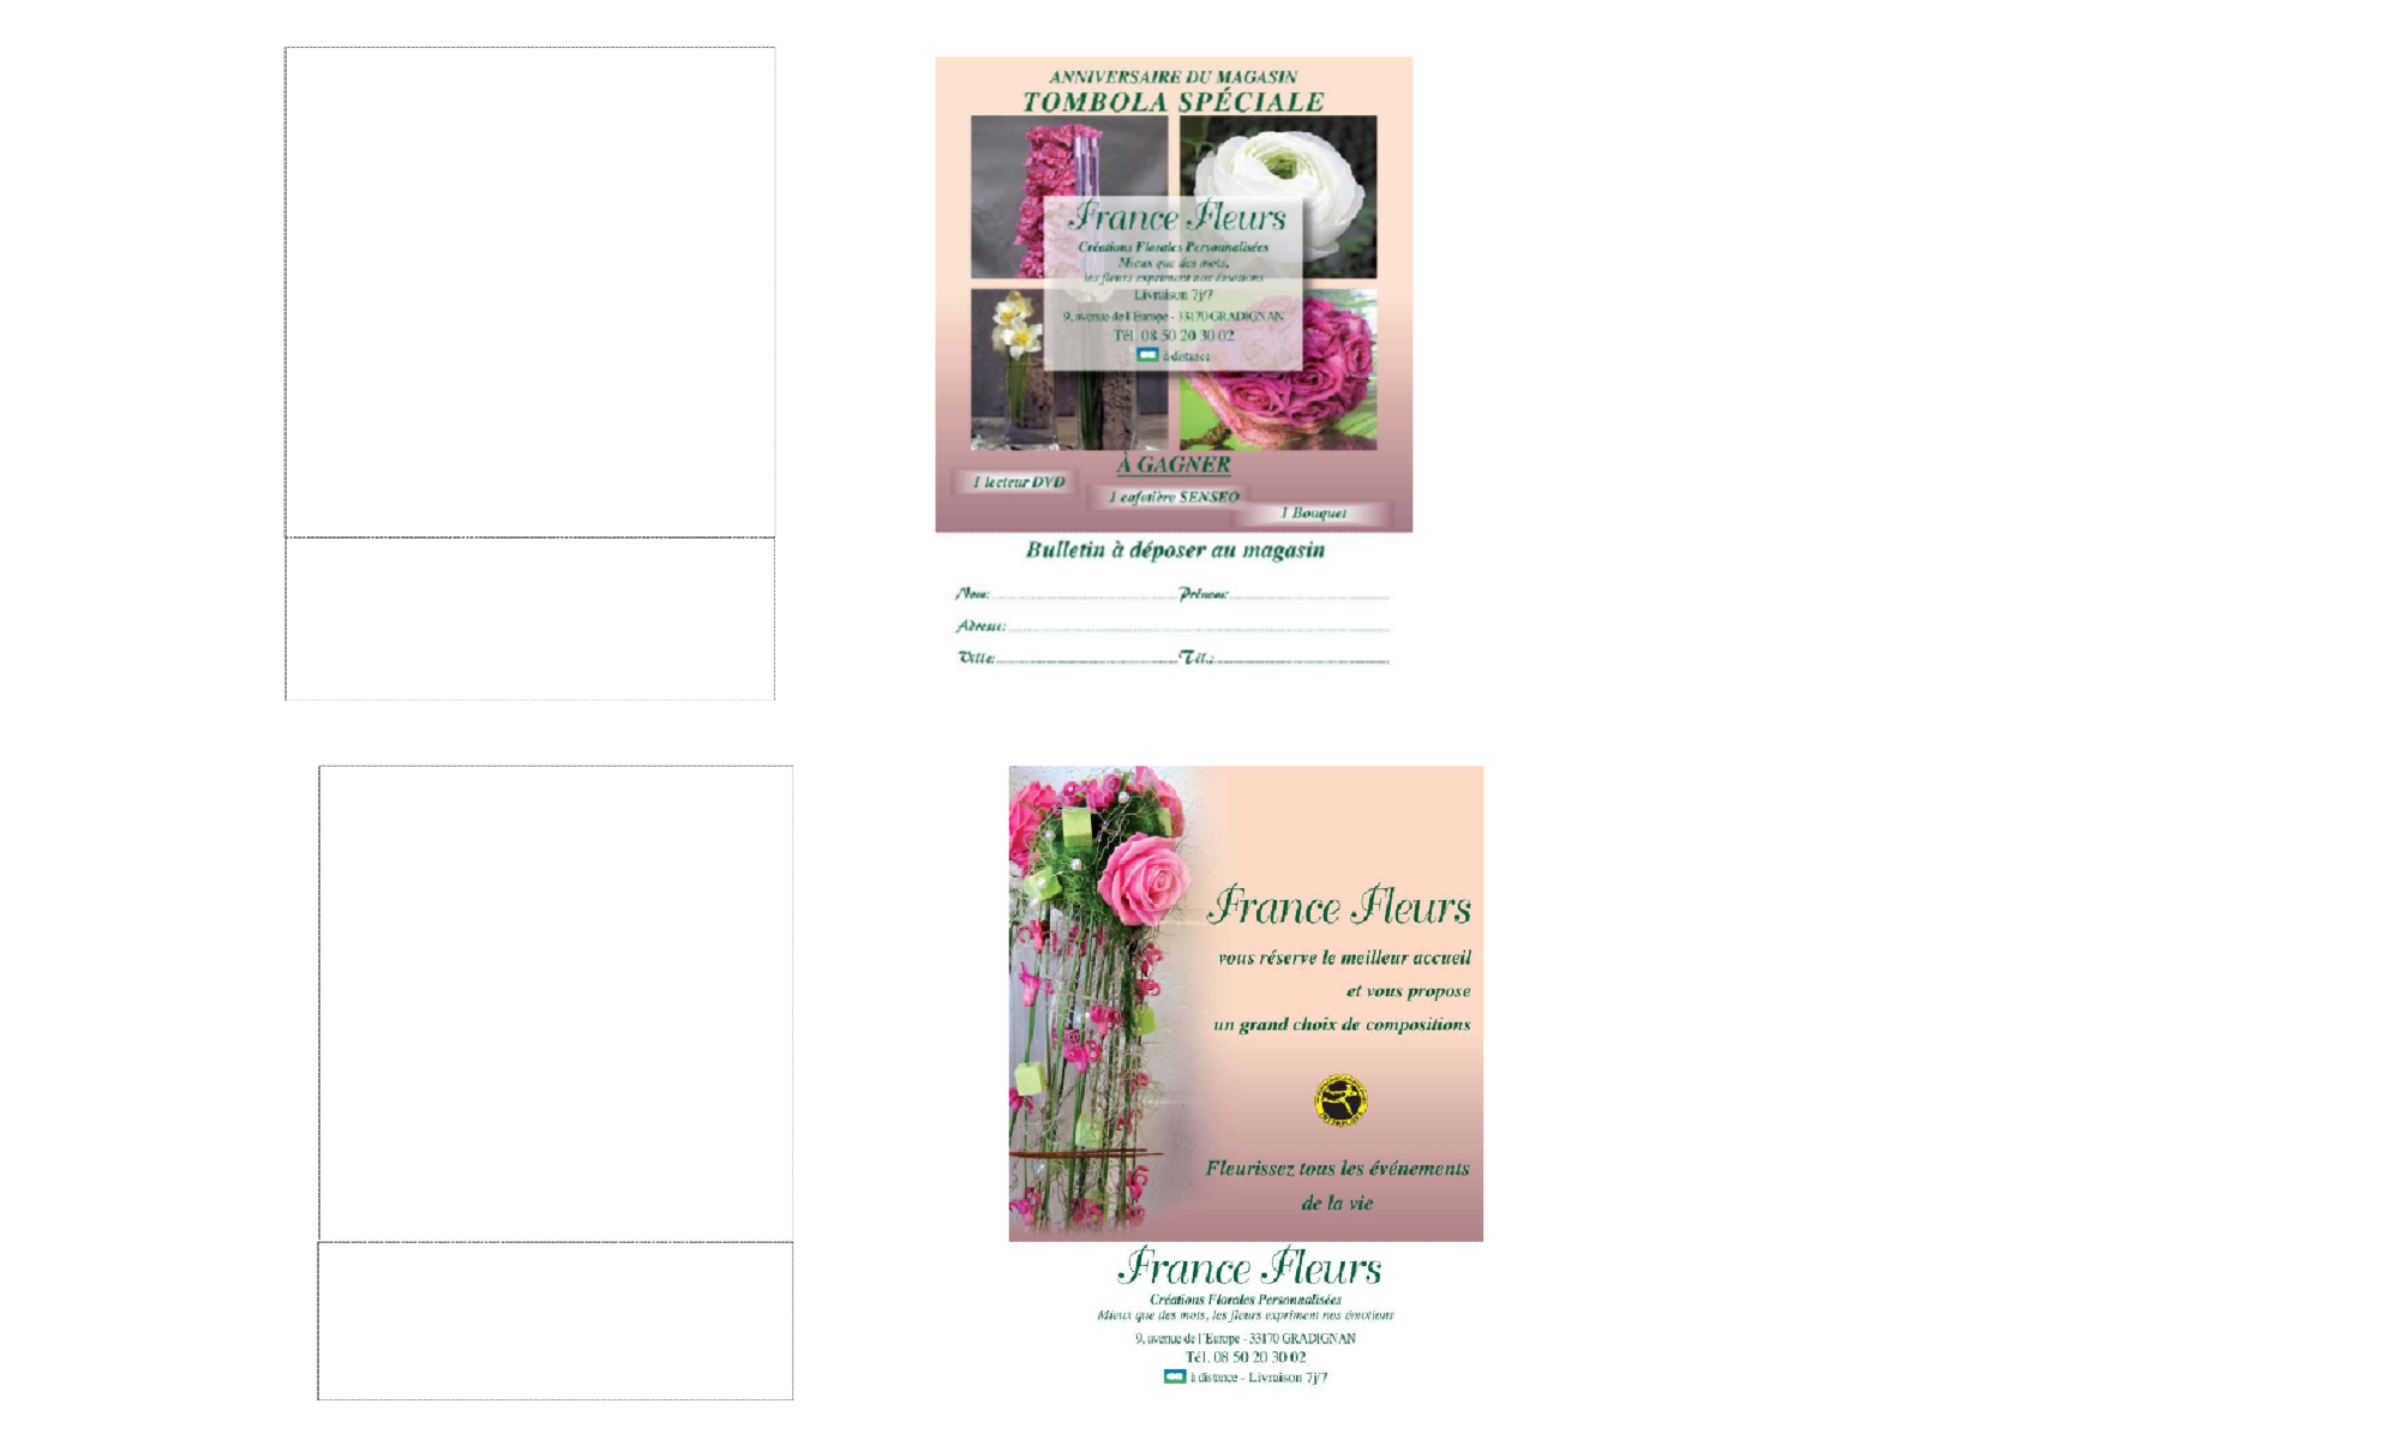 ANNIVERSAIRE DU MAGASIN
TOMBOLA SPÉCIALE
France Fleurs
Créations Florales Personnalisées
Mieux que des mots,
les fleurs expriment nos émotions
Livraison 7j/7
9, avenue de l'Europe - 33170 GRADIGNAN
Tél. 08 50 20 30 02
à distance
À GAGNER
1 lecteur DVD
1 cafetière SENSEO
1 Bouquet
Bulletin à déposer au magasin
Nom: Prénom:
Adresse:
Ville: Tél.:
France Fleurs
vous réserve le meilleur accueil
et vous propose
un grand choix de compositions
Fleurissez tous les événements
de la vie
France Fleurs
Créations Florales Personnalisées
Mieux que des mots, les fleurs expriment nos émotions
9, avenue de l'Europe - 33170 GRADIGNAN
Tél. 08 50 20 30 02
à distance - Livraison 7j/7